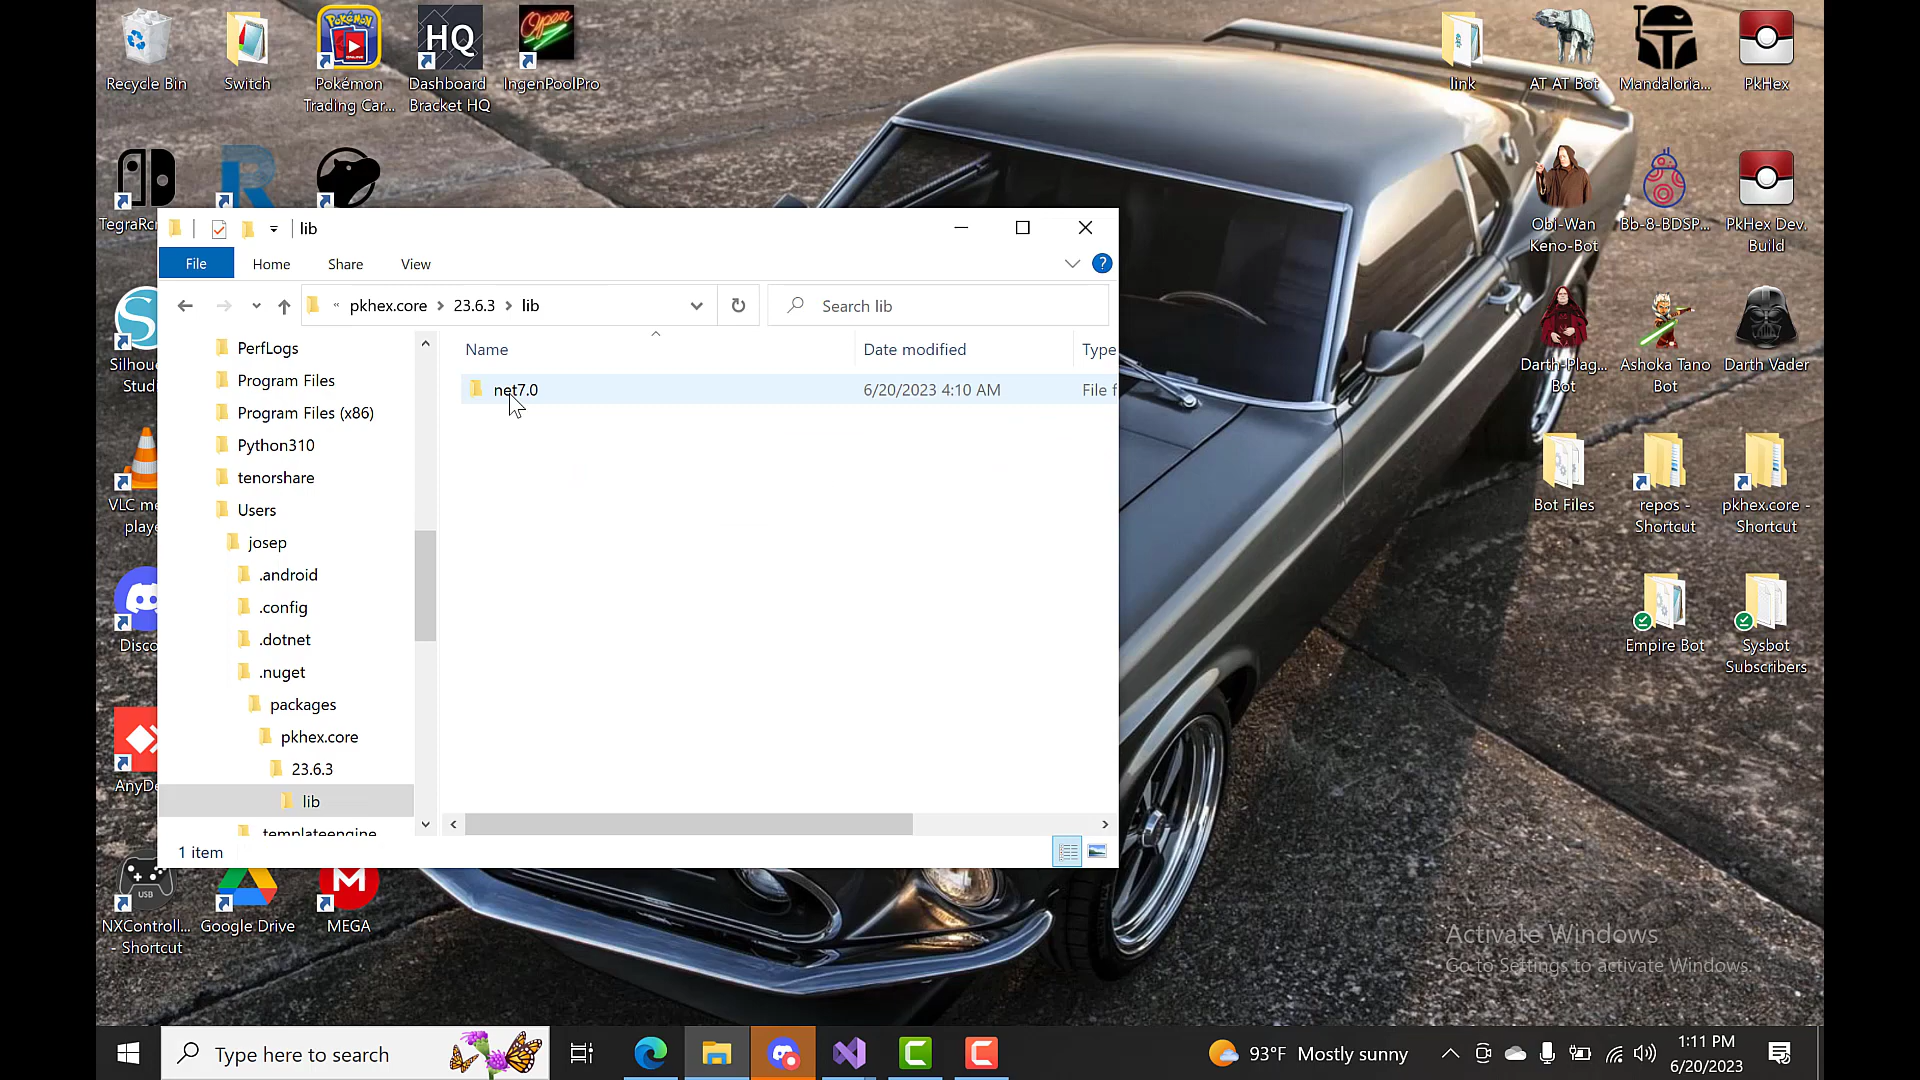 Recycle Bin
Switch
Pokémon
Trading Car...
HQ
Dashboard
Bracket HQ
Open
IngenPoolPro
link
AT AT Bot
Mandaloria...
PkHex
TegraRc
Obi-Wan
Keno-Bot
Bb-8-BDSP...
PkHex Dev.
Build
lib
File
Home
Share
View
« pkhex.core > 23.6.3 > lib
Search lib
Name
Date modified
Type
net7.0
6/20/2023 4:10 AM
File f
PerfLogs
Program Files
Program Files (x86)
Python310
tenorshare
Users
josep
.android
.config
.dotnet
.nuget
packages
pkhex.core
23.6.3
lib
templateengine
1 item
Silhou
Studi
VLC me
playe
Disco
AnyDe
Darth-Plag...
Bot
Ashoka Tano
Bot
Darth Vader
Bot Files
repos -
Shortcut
pkhex.core -
Shortcut
Empire Bot
Sysbot
Subscribers
USB
NXControll...
- Shortcut
Google Drive
MEGA
Activate Windows
Go to Settings to activate Windows.
Type here to search
93°F Mostly sunny
1:11 PM
6/20/2023